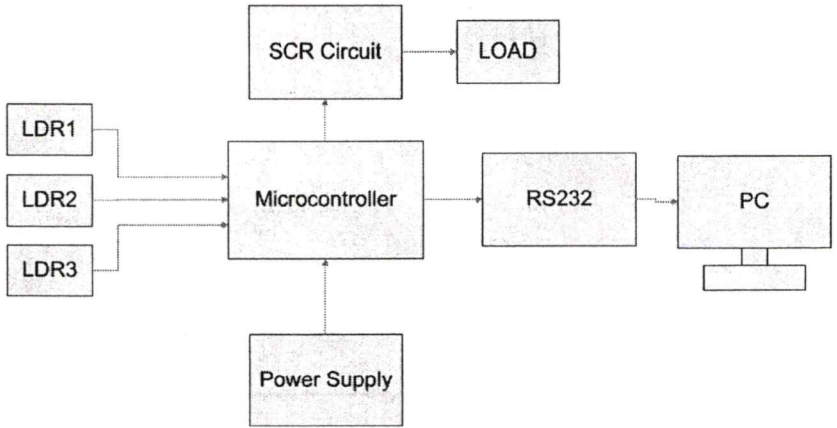 SCR Circuit
LOAD
LDR1
LDR2
LDR3
Microcontroller
RS232
PC
Power Supply